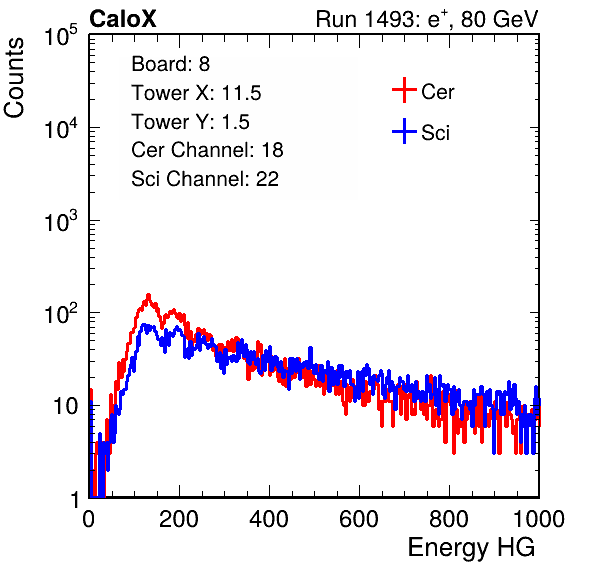 CaloX Run 1493: e+, 80 GeV
Counts
Board: 8
Tower X: 11.5
Tower Y: 1.5
Cer Channel: 18
Sci Channel: 22
Cer
Sci
10^5
10^4
10^3
10^2
10
1
0 200 400 600 800 1000
Energy HG